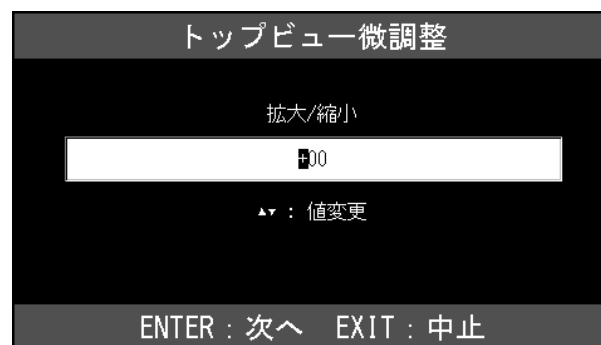 トップビュー微調整
拡大/縮小
+00
▲▼ : 値変更
ENTER : 次へ EXIT : 中止